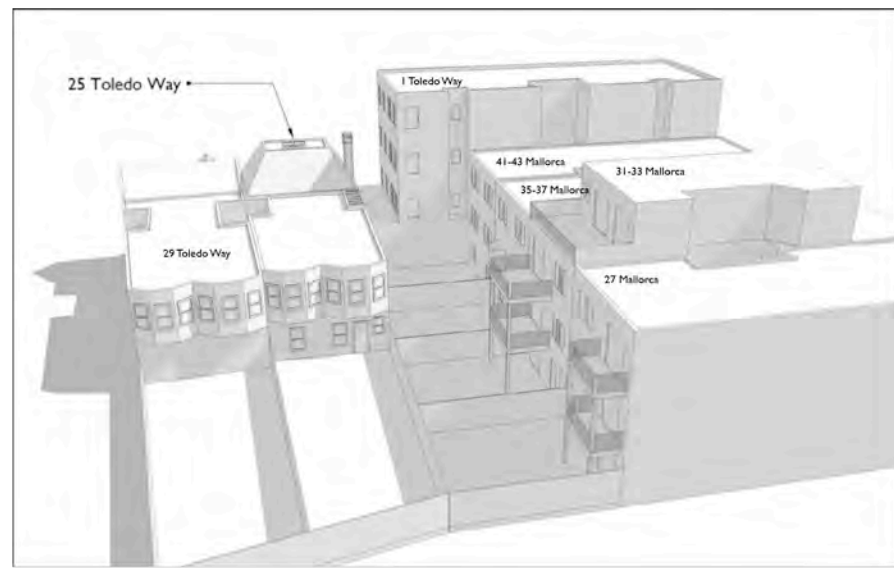 1 Toledo Way
25 Toledo Way
41-43 Mallorca
31-33 Mallorca
35-37 Mallorca
29 Toledo Way
27 Mallorca